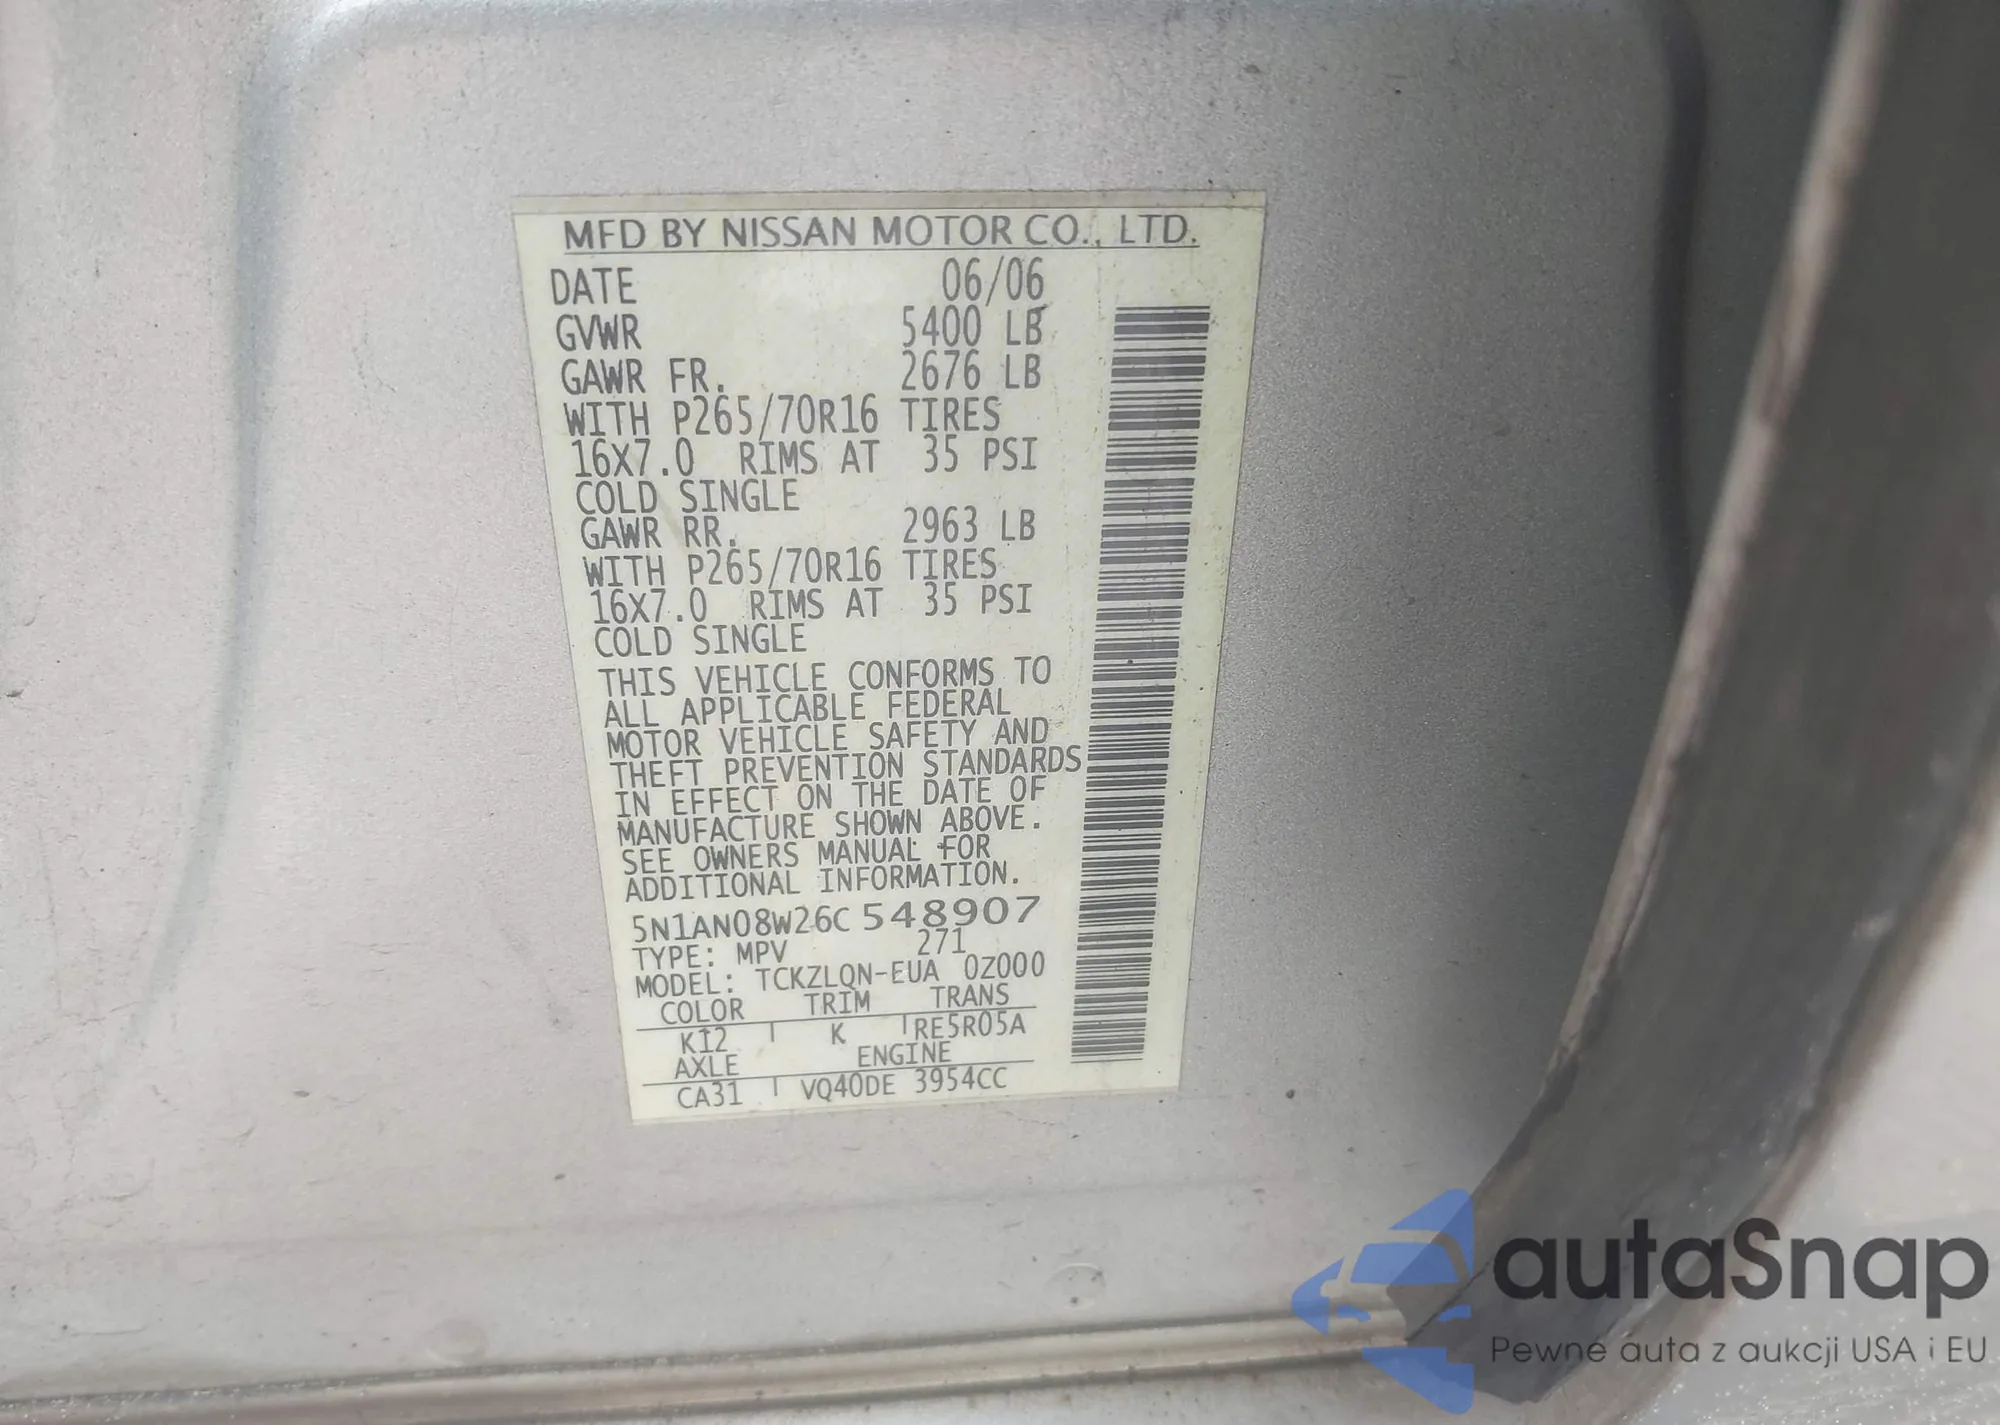 MFD BY NISSAN MOTOR CO., LTD.
DATE 06/06
GVWR 5400 LB
GAWR FR. 2676 LB
WITH P265/70R16 TIRES
16X7.0 RIMS AT 35 PSI
COLD SINGLE
GAWR RR. 2963 LB
WITH P265/70R16 TIRES
16X7.0 RIMS AT 35 PSI
COLD SINGLE
THIS VEHICLE CONFORMS TO
ALL APPLICABLE FEDERAL
MOTOR VEHICLE SAFETY AND
THEFT PREVENTION STANDARDS
IN EFFECT ON THE DATE OF
MANUFACTURE SHOWN ABOVE.
SEE OWNERS MANUAL FOR
ADDITIONAL INFORMATION.
5N1AN08W26C 548907
TYPE: MPV 271
MODEL: TCKZLQN-EUA 0Z000
COLOR TRIM TRANS
K12 K RE5R05A
AXLE ENGINE
CA31 VQ40DE 3954CC
autaSnap
Pewne auta z aukcji USA i EU